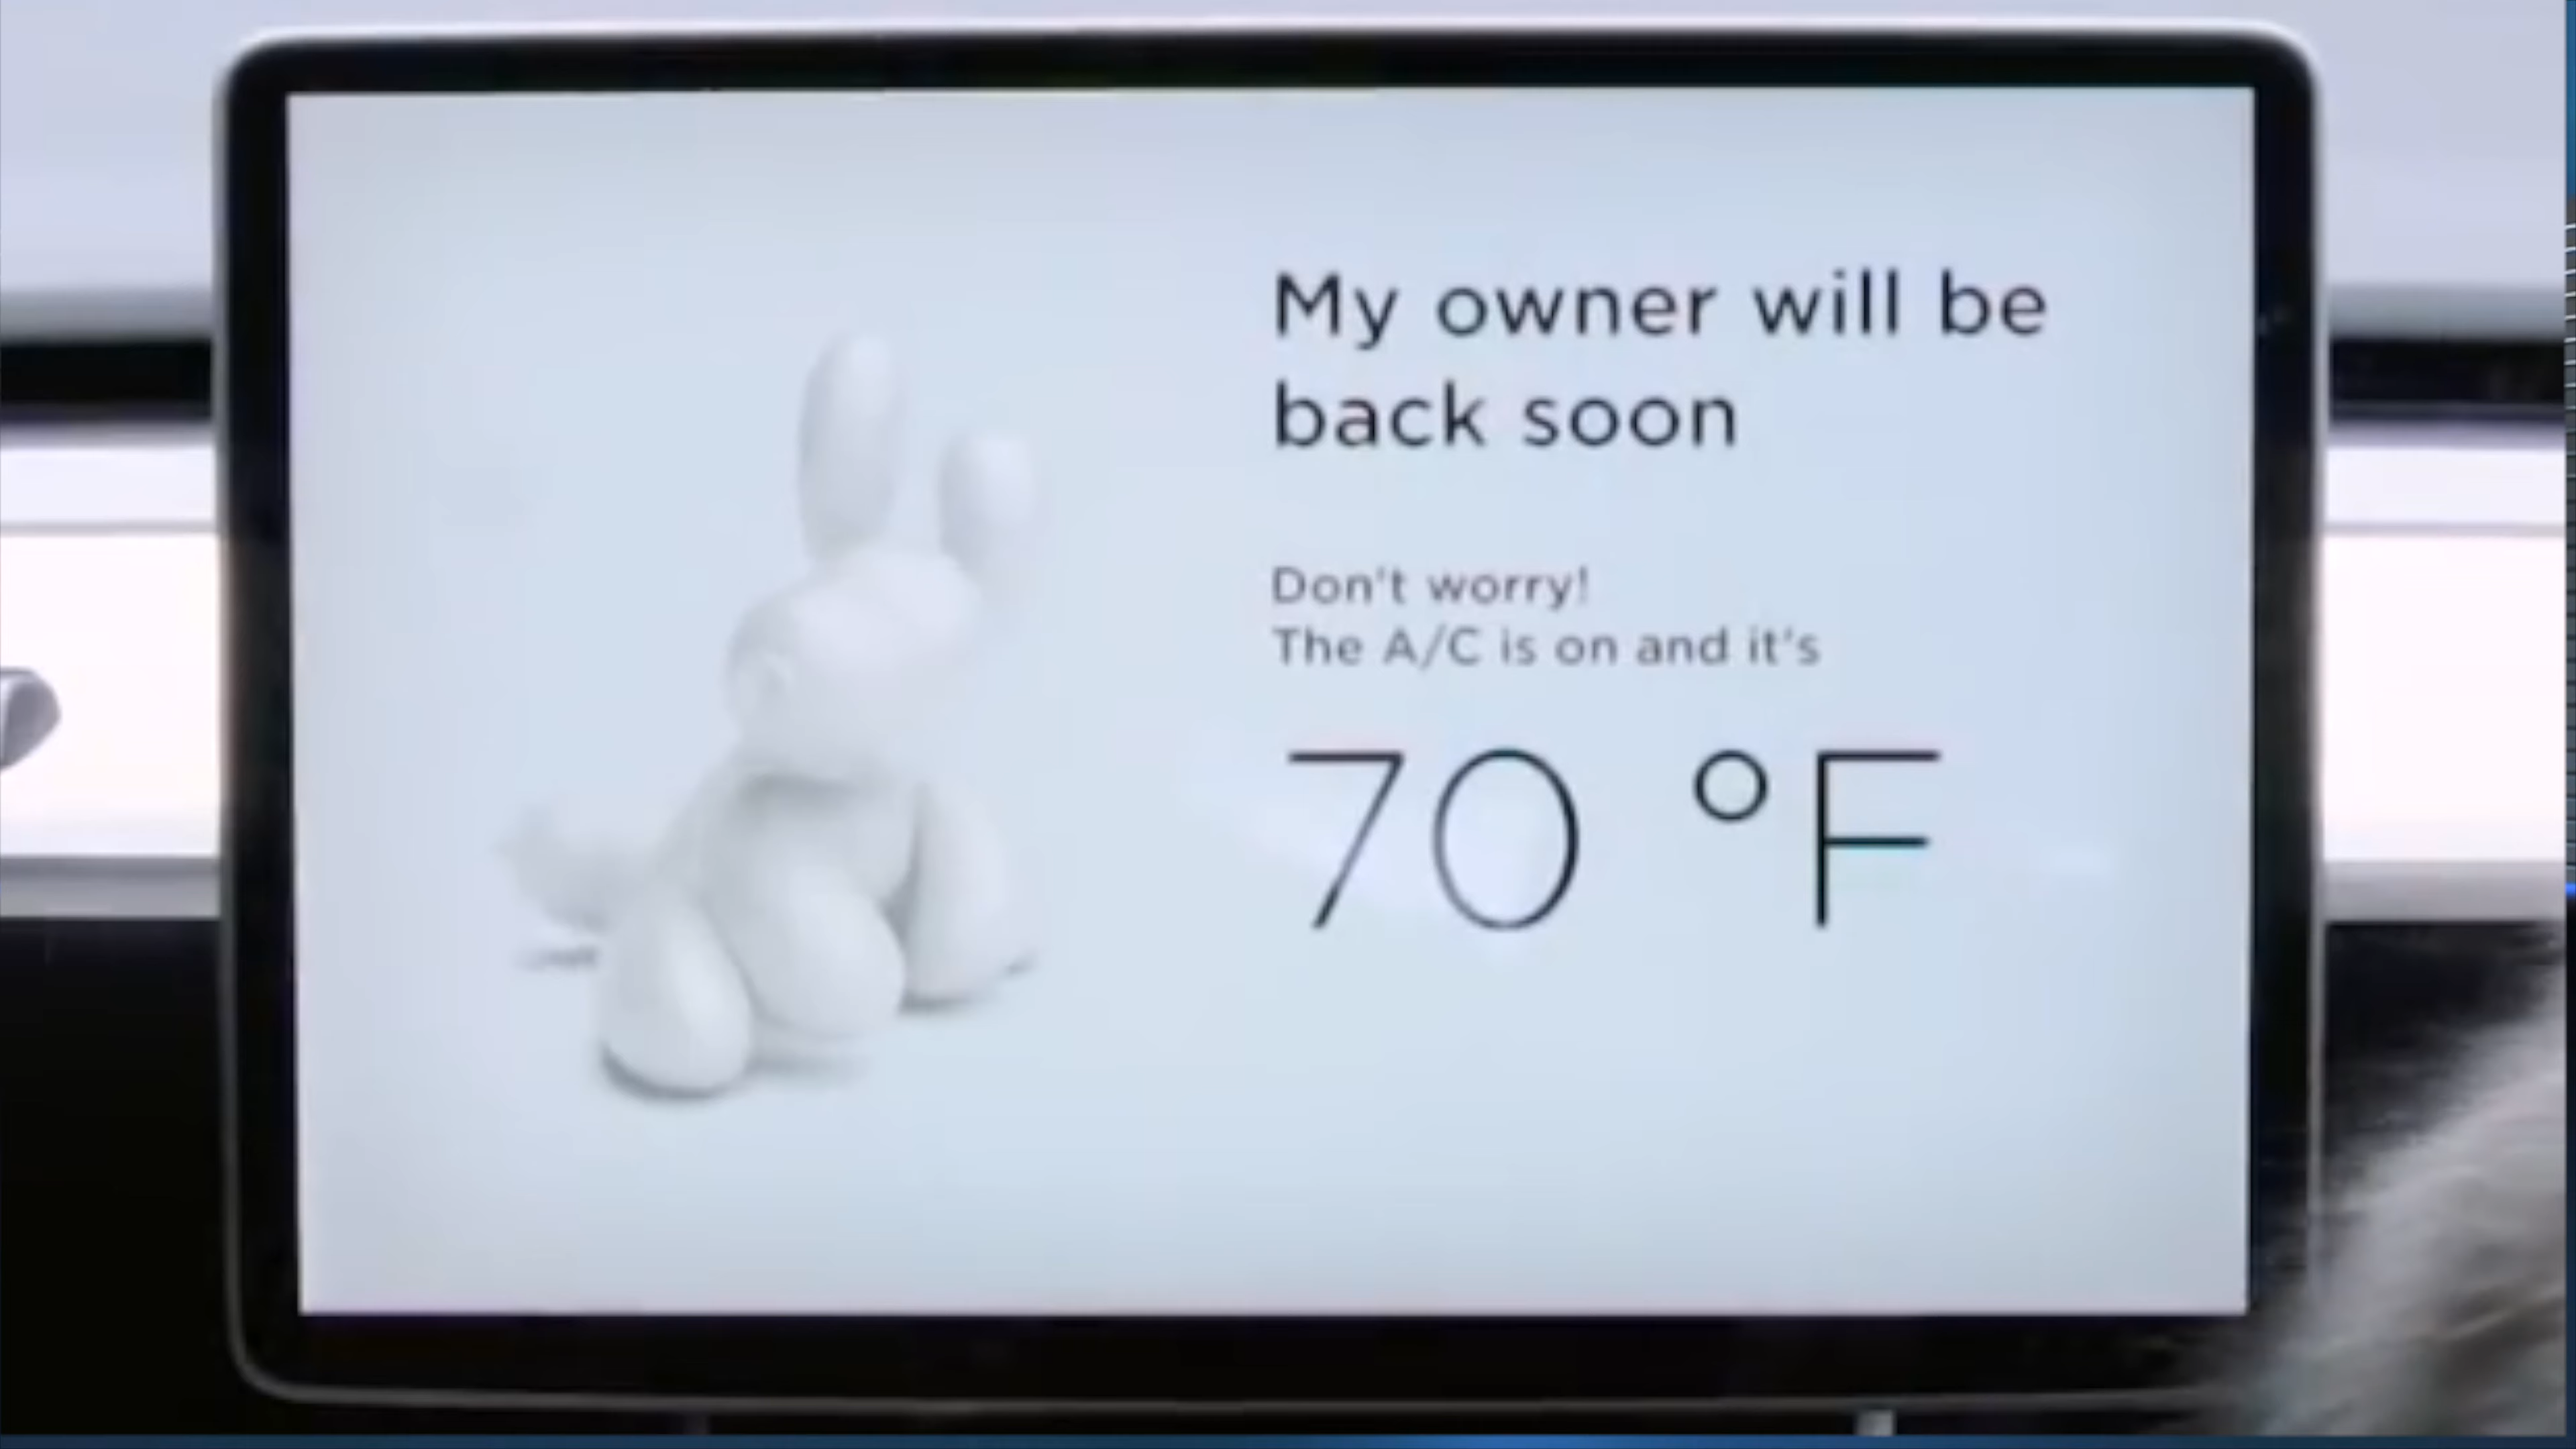 My owner will be
back soon
Don't worry!
The A/C is on and it's
70 °F